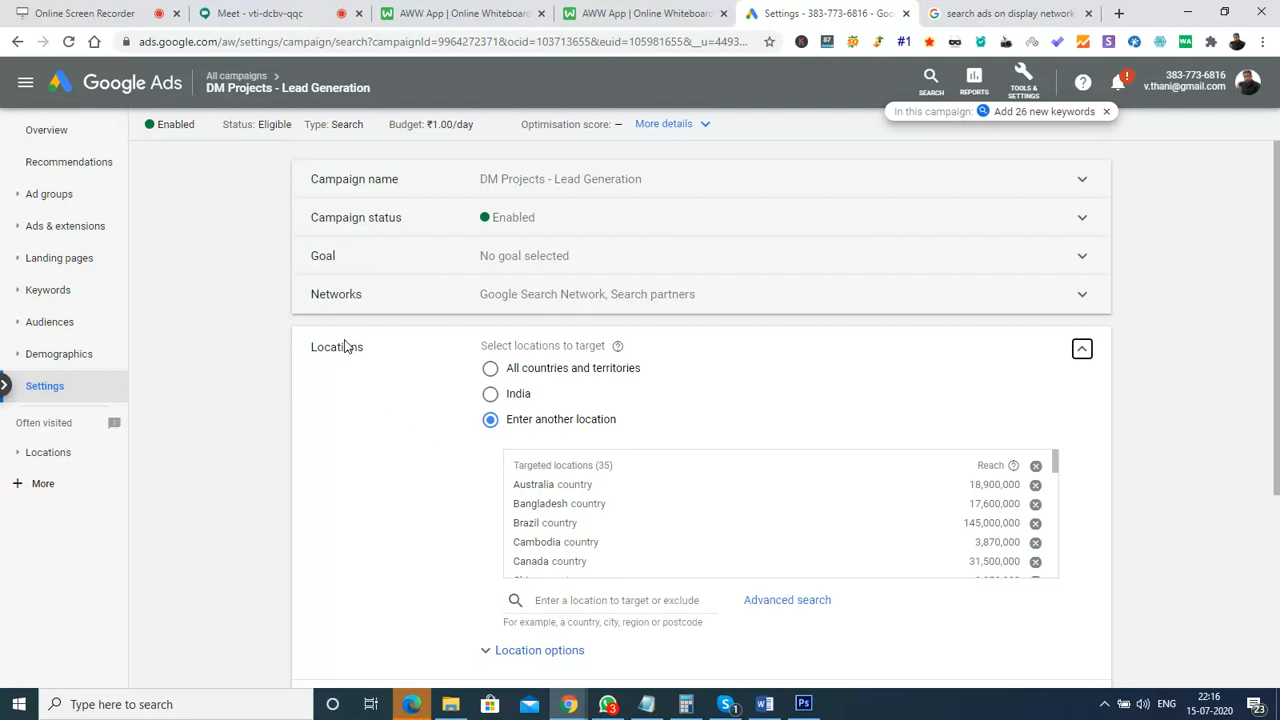 Online Screen Recorder
Meet - vti-dcbv-qqc
AWW App | Online Whiteboard
AWW App | Online Whiteboard
Settings - 383-773-6816 - Goo
search ads on display network
ads.google.com/aw/settings/campaign/search?campaignId=9964272371&ocid=103713655&euid=105981655&__u=4493...
Google Ads
All campaigns
DM Projects - Lead Generation
SEARCH
REPORTS
TOOLS &
SETTINGS
383-773-6816
v.thani@gmail.com
In this campaign: Add 26 new keywords
Enabled Status: Eligible Type: Search Budget: ₹1.00/day Optimisation score: — More details
Overview
Recommendations
Ad groups
Ads & extensions
Landing pages
Keywords
Audiences
Demographics
Settings
Often visited
Locations
More
Campaign name DM Projects - Lead Generation
Campaign status Enabled
Goal No goal selected
Networks Google Search Network, Search partners
Locations Select locations to target
All countries and territories
India
Enter another location
Targeted locations (35) Reach
Australia country 18,900,000
Bangladesh country 17,600,000
Brazil country 145,000,000
Cambodia country 3,870,000
Canada country 31,500,000
Enter a location to target or exclude Advanced search
For example, a country, city, region or postcode
Location options
Type here to search
ENG
22:16
15-07-2020
23